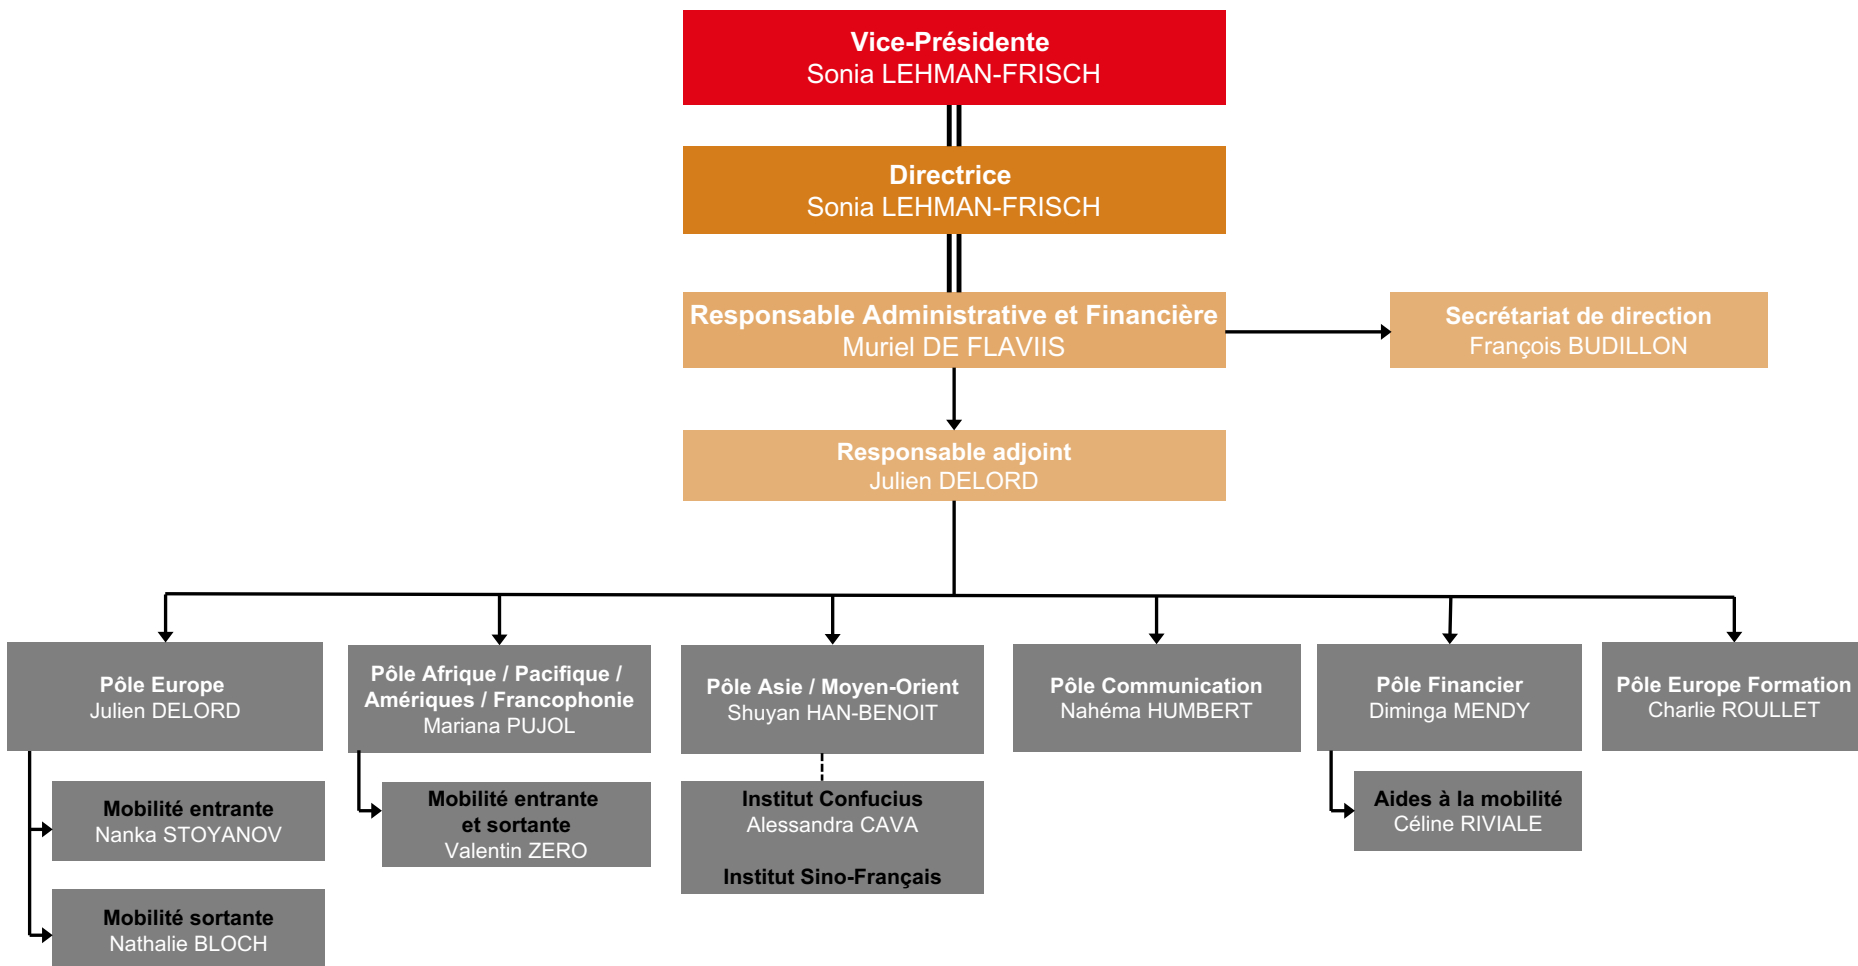 Vice-Présidente
Sonia LEHMAN-FRISCH
Directrice
Sonia LEHMAN-FRISCH
Responsable Administrative et Financière
Muriel DE FLAVIIS
Secrétariat de direction
François BUDILLON
Responsable adjoint
Julien DELORD
Pôle Europe
Julien DELORD
Pôle Afrique / Pacifique /
Amériques / Francophonie
Mariana PUJOL
Pôle Asie / Moyen-Orient
Shuyan HAN-BENOIT
Pôle Communication
Nahéma HUMBERT
Pôle Financier
Diminga MENDY
Pôle Europe Formation
Charlie ROULLET
Mobilité entrante
Nanka STOYANOV
Mobilité entrante
et sortante
Valentin ZERO
Institut Confucius
Alessandra CAVA
Institut Sino-Français
Aides à la mobilité
Céline RIVIALE
Mobilité sortante
Nathalie BLOCH